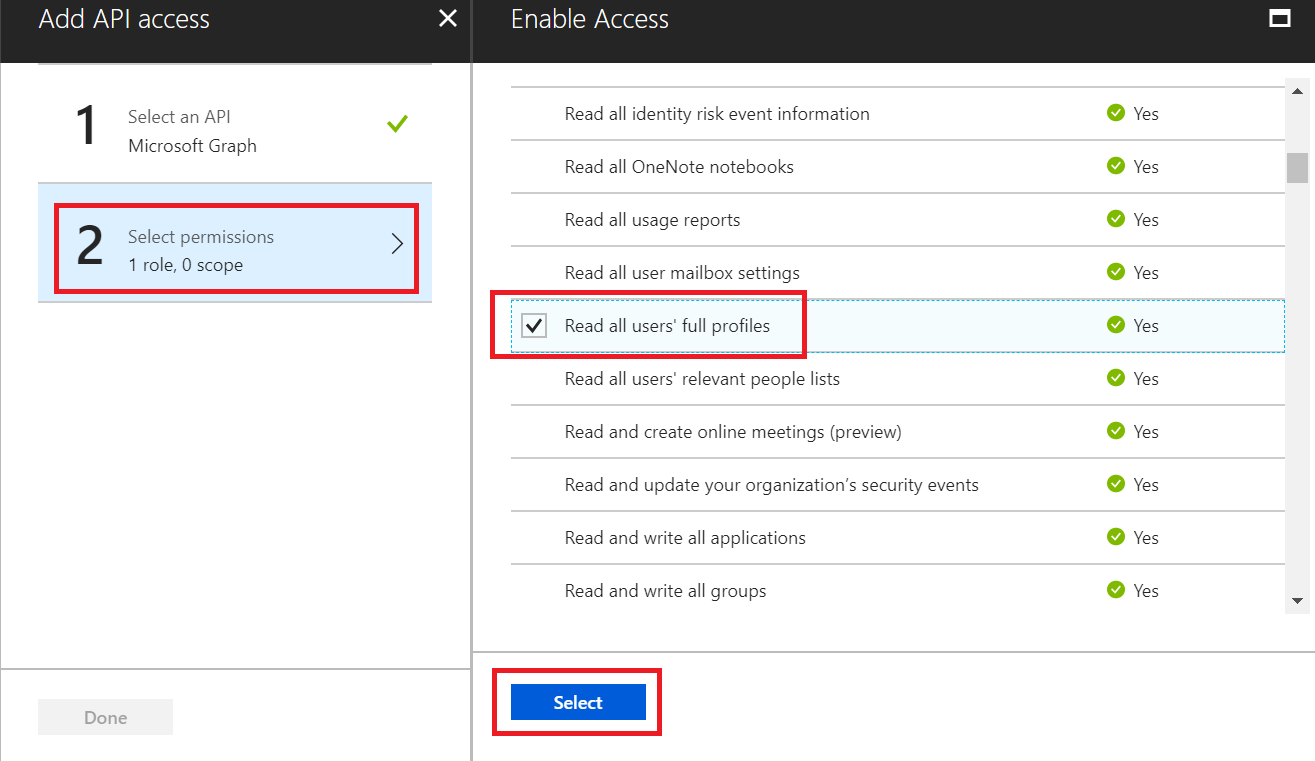 Add API access
1
Select an API
Microsoft Graph
2
Select permissions
1 role, 0 scope
Done
Enable Access
Read all identity risk event information Yes
Read all OneNote notebooks Yes
Read all usage reports Yes
Read all user mailbox settings Yes
Read all users' full profiles Yes
Read all users' relevant people lists Yes
Read and create online meetings (preview) Yes
Read and update your organization’s security events Yes
Read and write all applications Yes
Read and write all groups Yes
Select